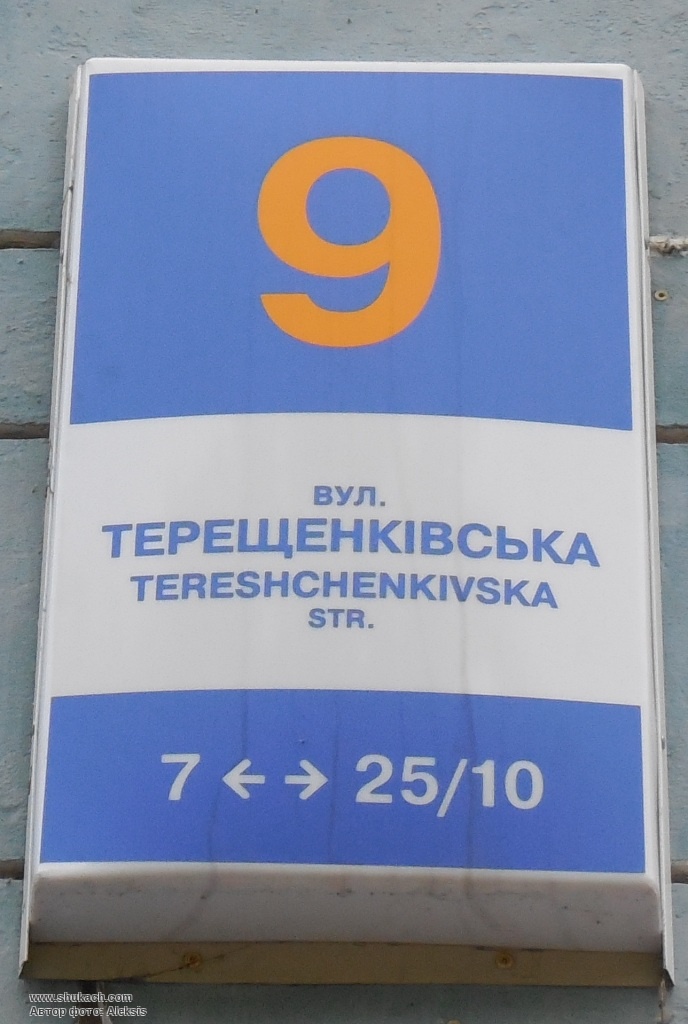 9
ВУЛ.
ТЕРЕЩЕНКІВСЬКА
TERESHCHENKIVSKA
STR.
7 ← → 25/10
www.shukach.com
Автор фото: Aleksis